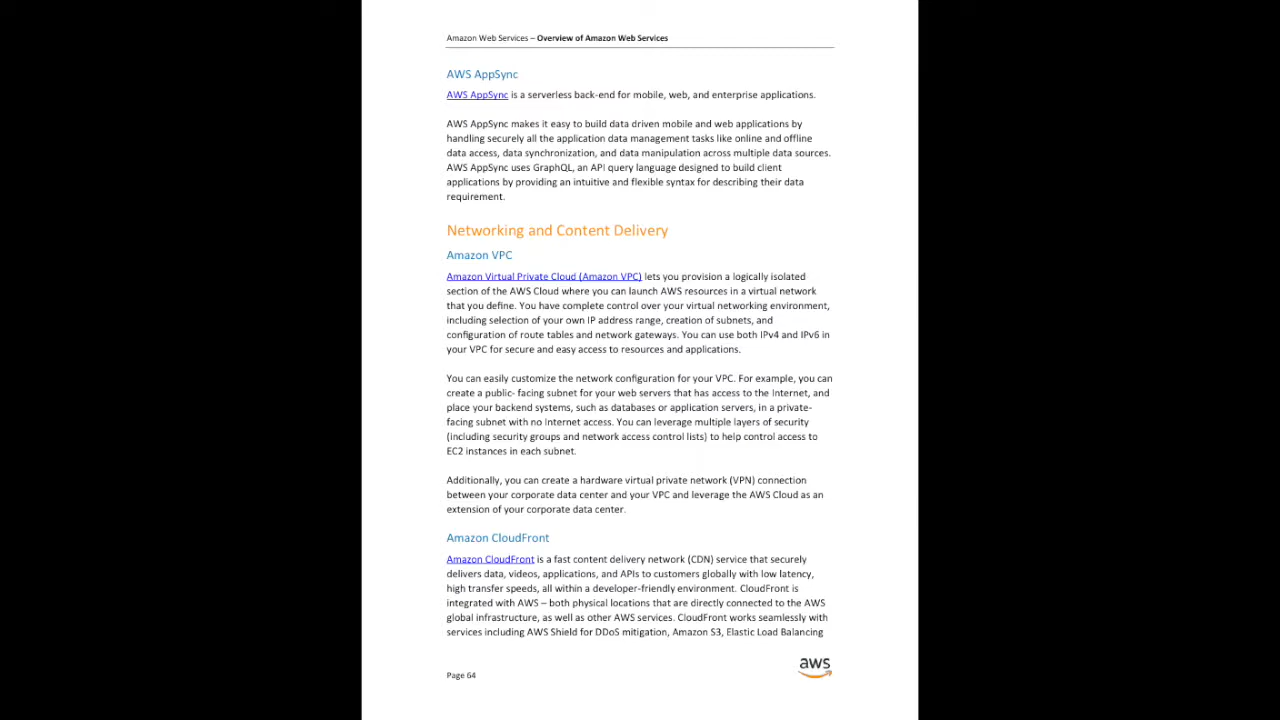 Amazon Web Services – Overview of Amazon Web Services
AWS AppSync
AWS AppSync is a serverless back-end for mobile, web, and enterprise applications.
AWS AppSync makes it easy to build data driven mobile and web applications by
handling securely all the application data management tasks like online and offline
data access, data synchronization, and data manipulation across multiple data sources.
AWS AppSync uses GraphQL, an API query language designed to build client
applications by providing an intuitive and flexible syntax for describing their data
requirement.
Networking and Content Delivery
Amazon VPC
Amazon Virtual Private Cloud (Amazon VPC) lets you provision a logically isolated
section of the AWS Cloud where you can launch AWS resources in a virtual network
that you define. You have complete control over your virtual networking environment,
including selection of your own IP address range, creation of subnets, and
configuration of route tables and network gateways. You can use both IPv4 and IPv6 in
your VPC for secure and easy access to resources and applications.
You can easily customize the network configuration for your VPC. For example, you can
create a public- facing subnet for your web servers that has access to the Internet, and
place your backend systems, such as databases or application servers, in a private-
facing subnet with no Internet access. You can leverage multiple layers of security
(including security groups and network access control lists) to help control access to
EC2 instances in each subnet.
Additionally, you can create a hardware virtual private network (VPN) connection
between your corporate data center and your VPC and leverage the AWS Cloud as an
extension of your corporate data center.
Amazon CloudFront
Amazon CloudFront is a fast content delivery network (CDN) service that securely
delivers data, videos, applications, and APIs to customers globally with low latency,
high transfer speeds, all within a developer-friendly environment. CloudFront is
integrated with AWS – both physical locations that are directly connected to the AWS
global infrastructure, as well as other AWS services. CloudFront works seamlessly with
services including AWS Shield for DDoS mitigation, Amazon S3, Elastic Load Balancing
Page 64
aws